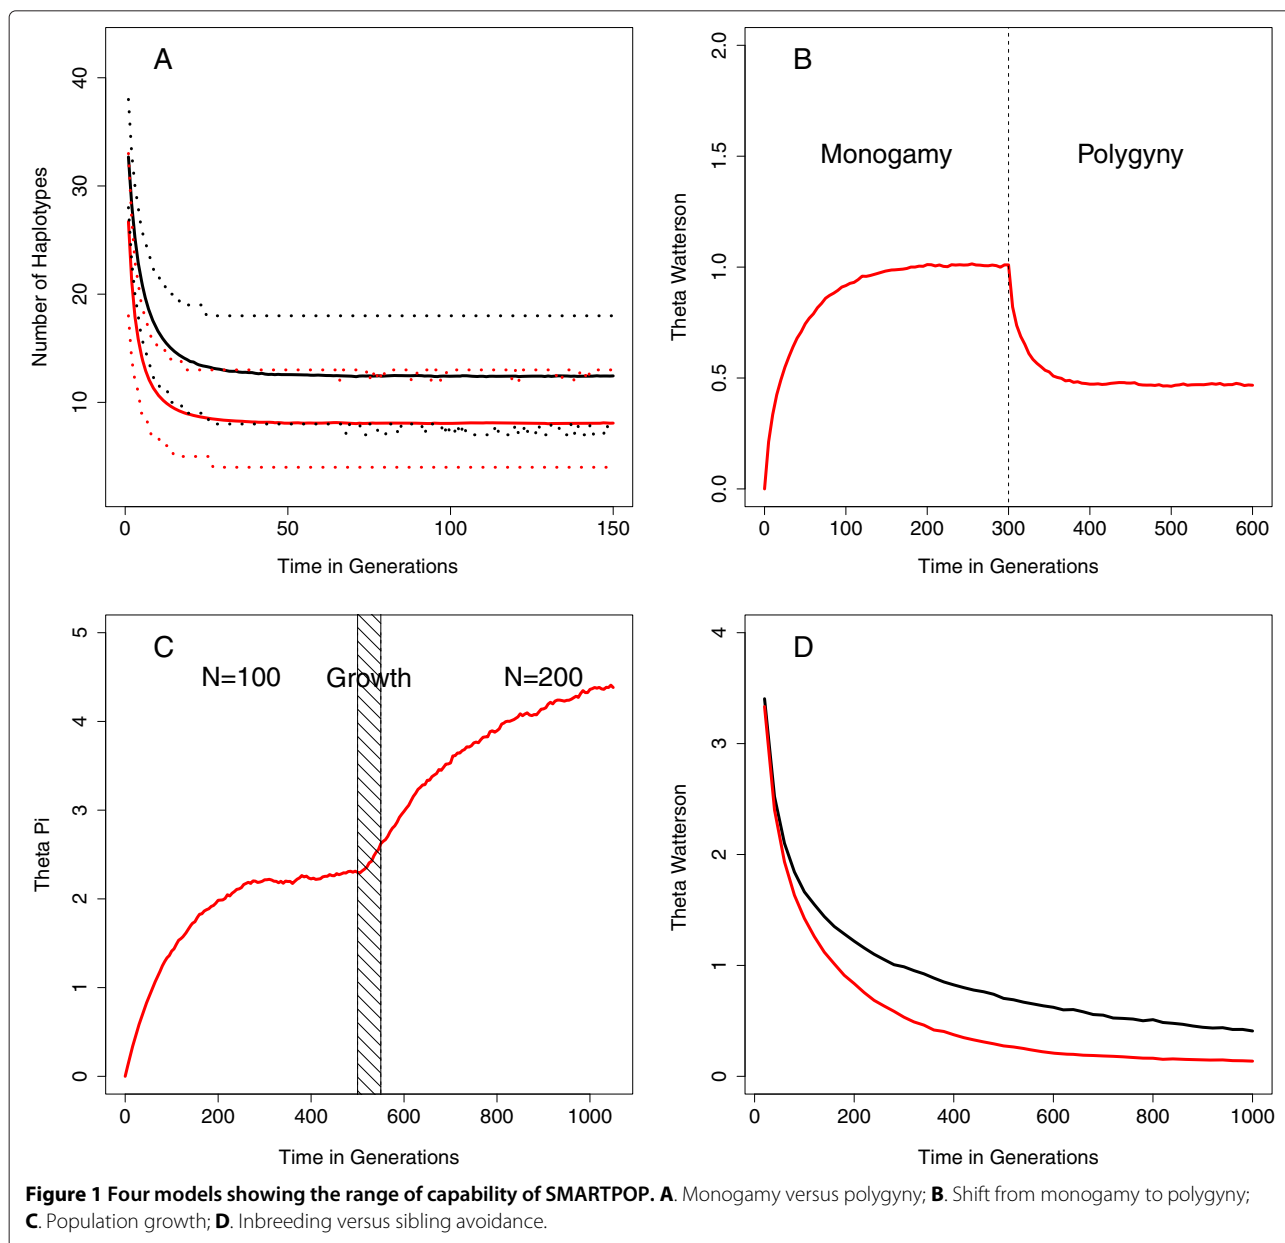 A
Number of Haplotypes
40
30
20
10
0 50 100 150
Time in Generations
B
Monogamy Polygyny
Theta Watterson
2.0
1.5
1.0
0.5
0.0
0 100 200 300 400 500 600
Time in Generations
C
N=100 Growth N=200
Theta Pi
5
4
3
2
1
0
0 200 400 600 800 1000
Time in Generations
D
Theta Watterson
4
3
2
1
0
0 200 400 600 800 1000
Time in Generations
Figure 1 Four models showing the range of capability of SMARTPOP. A. Monogamy versus polygyny; B. Shift from monogamy to polygyny;
C. Population growth; D. Inbreeding versus sibling avoidance.